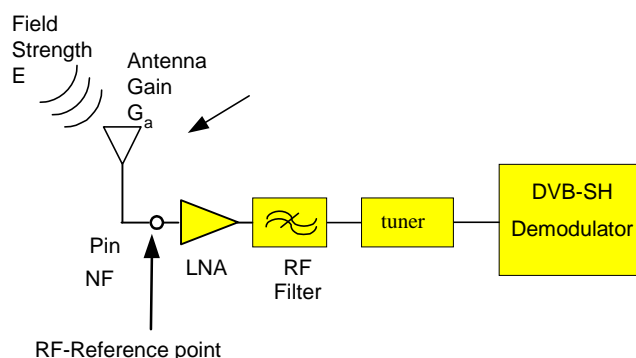 Field
Strength
E
Antenna
Gain
Ga
Pin
NF
LNA
RF
Filter
tuner
DVB-SH
Demodulator
RF-Reference point